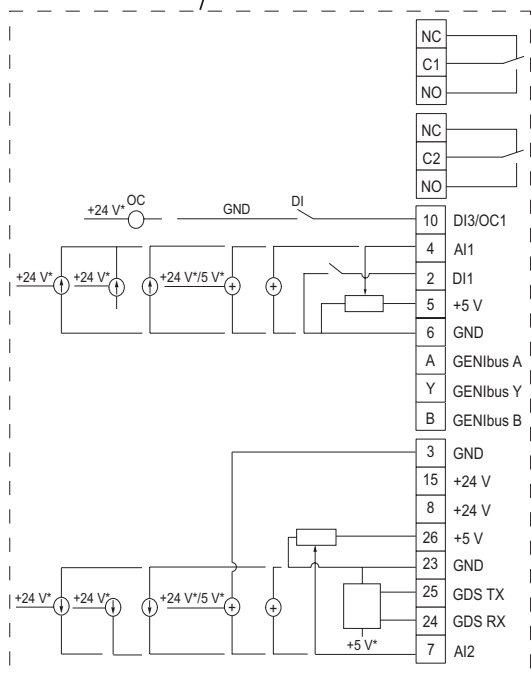 NC
C1
NO
NC
C2
NO
+24 V* OC GND DI 10 DI3/OC1
4 AI1
+24 V* +24 V* +24 V*/5 V* 2 DI1
5 +5 V
6 GND
A GENIbus A
Y GENIbus Y
B GENIbus B
3 GND
15 +24 V
8 +24 V
26 +5 V
23 GND
+24 V* +24 V* +24 V*/5 V* 25 GDS TX
24 GDS RX
+5 V* 7 AI2